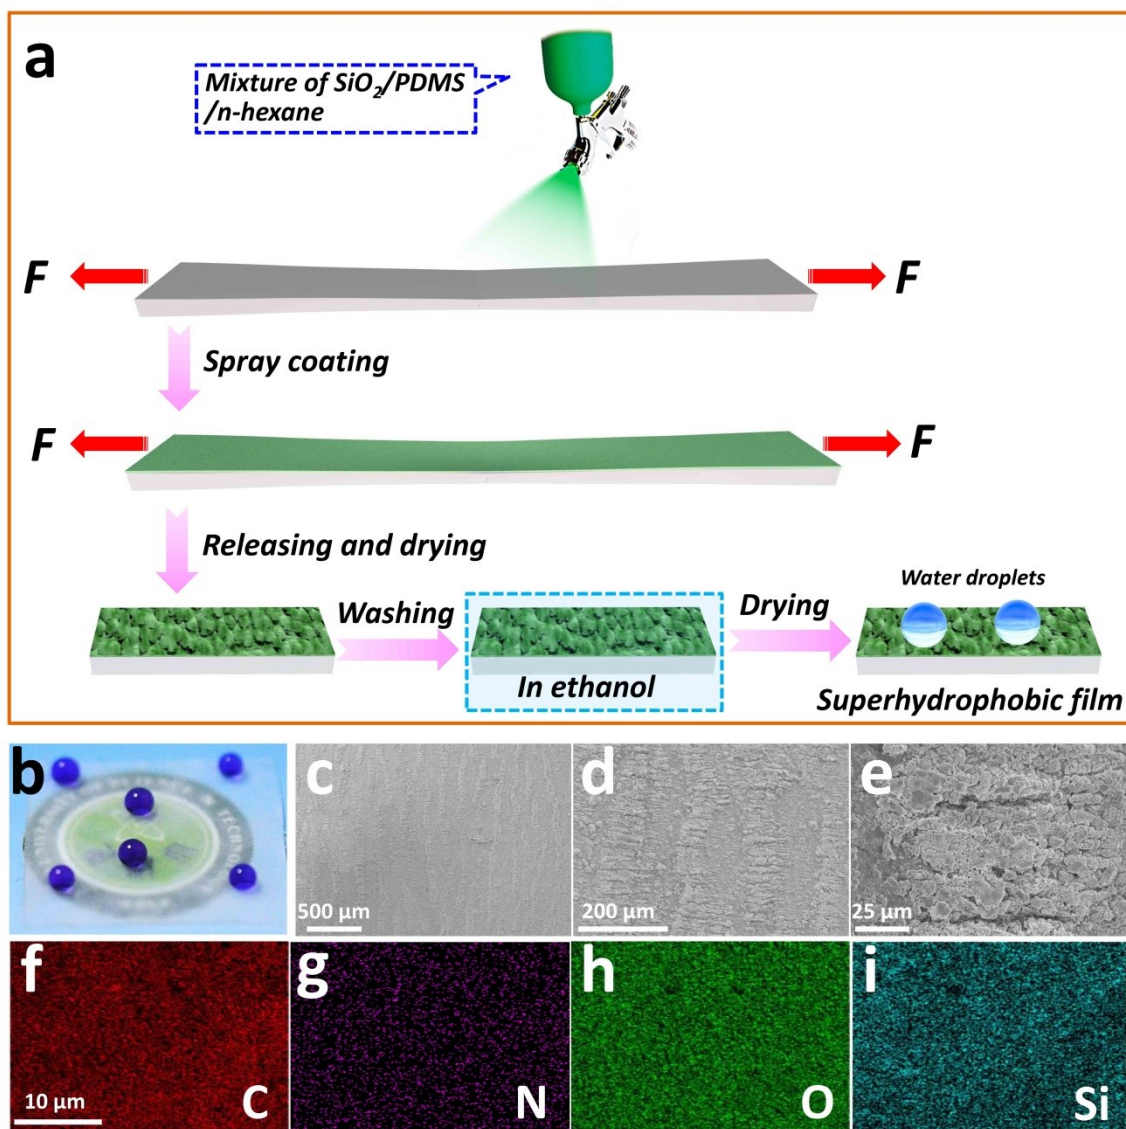 a
Mixture of SiO₂/PDMS
/n-hexane
F
F
Spray coating
F
F
Releasing and drying
Washing
Drying
Water droplets
In ethanol
Superhydrophobic film
b
c
d
e
500 μm
200 μm
25 μm
f
g
h
i
10 μm
C
N
O
Si